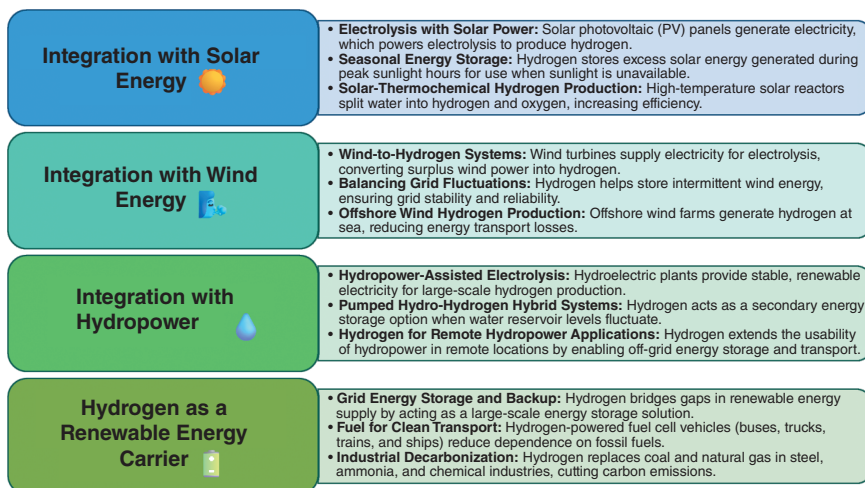 Integration with Solar
Energy
• Electrolysis with Solar Power: Solar photovoltaic (PV) panels generate electricity,
which powers electrolysis to produce hydrogen.
• Seasonal Energy Storage: Hydrogen stores excess solar energy generated during
peak sunlight hours for use when sunlight is unavailable.
• Solar-Thermochemical Hydrogen Production: High-temperature solar reactors
split water into hydrogen and oxygen, increasing efficiency.
Integration with Wind
Energy
• Wind-to-Hydrogen Systems: Wind turbines supply electricity for electrolysis,
converting surplus wind power into hydrogen.
• Balancing Grid Fluctuations: Hydrogen helps store intermittent wind energy,
ensuring grid stability and reliability.
• Offshore Wind Hydrogen Production: Offshore wind farms generate hydrogen at
sea, reducing energy transport losses.
Integration with
Hydropower
• Hydropower-Assisted Electrolysis: Hydroelectric plants provide stable, renewable
electricity for large-scale hydrogen production.
• Pumped Hydro-Hydrogen Hybrid Systems: Hydrogen acts as a secondary energy
storage option when water reservoir levels fluctuate.
• Hydrogen for Remote Hydropower Applications: Hydrogen extends the usability
of hydropower in remote locations by enabling off-grid energy storage and transport.
Hydrogen as a
Renewable Energy
Carrier
• Grid Energy Storage and Backup: Hydrogen bridges gaps in renewable energy
supply by acting as a large-scale energy storage solution.
• Fuel for Clean Transport: Hydrogen-powered fuel cell vehicles (buses, trucks,
trains, and ships) reduce dependence on fossil fuels.
• Industrial Decarbonization: Hydrogen replaces coal and natural gas in steel,
ammonia, and chemical industries, cutting carbon emissions.